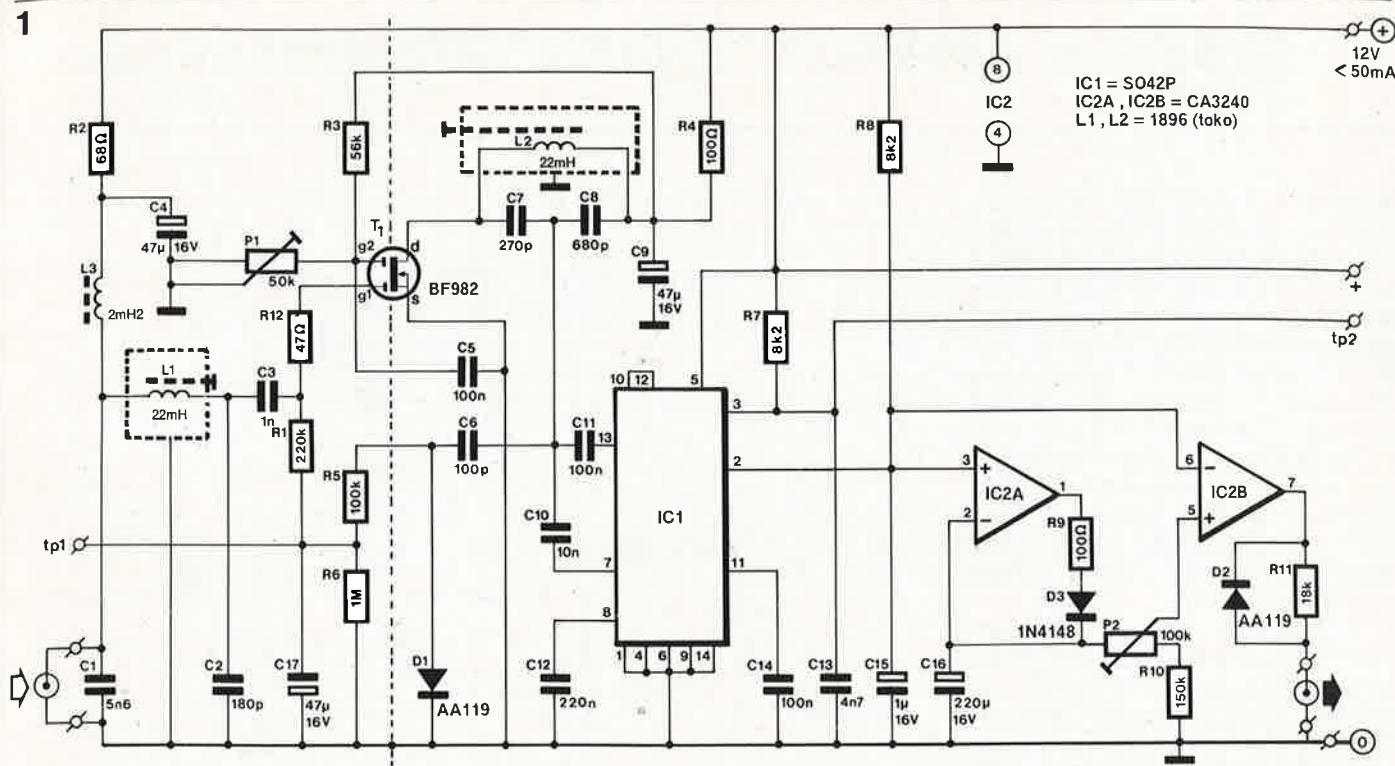 1
12V
< 50mA
8
IC2
4
IC1 = SO42P
IC2A , IC2B = CA3240
L1 , L2 = 1896 (toko)
R2
68Ω
R3
56k
L2
22mH
R4
100Ω
R8
8k2
C4
47µ
16V
P1
50k
T1
g2
d
g1
s
BF982
C7
270p
C8
680p
C9
47µ
16V
+
L3
2mH2
R12
47Ω
R7
8k2
tp2
L1
22mH
C3
1n
R1
220k
C5
100n
10
12
5
3
C6
100p
C11
100n
13
2
R5
100k
IC1
3
+
IC2A
1
2
−
6
−
IC2B
7
5
+
R9
100Ω
C10
10n
tp1
7
11
R6
1M
D3
1N4148
P2
100k
D2
AA119
R11
18k
8
1
4
6
9
14
C1
5n6
C2
180p
C17
47µ
16V
D1
AA119
C12
220n
C14
100n
C13
4n7
C15
1µ
16V
C16
220µ
16V
R10
150k
0